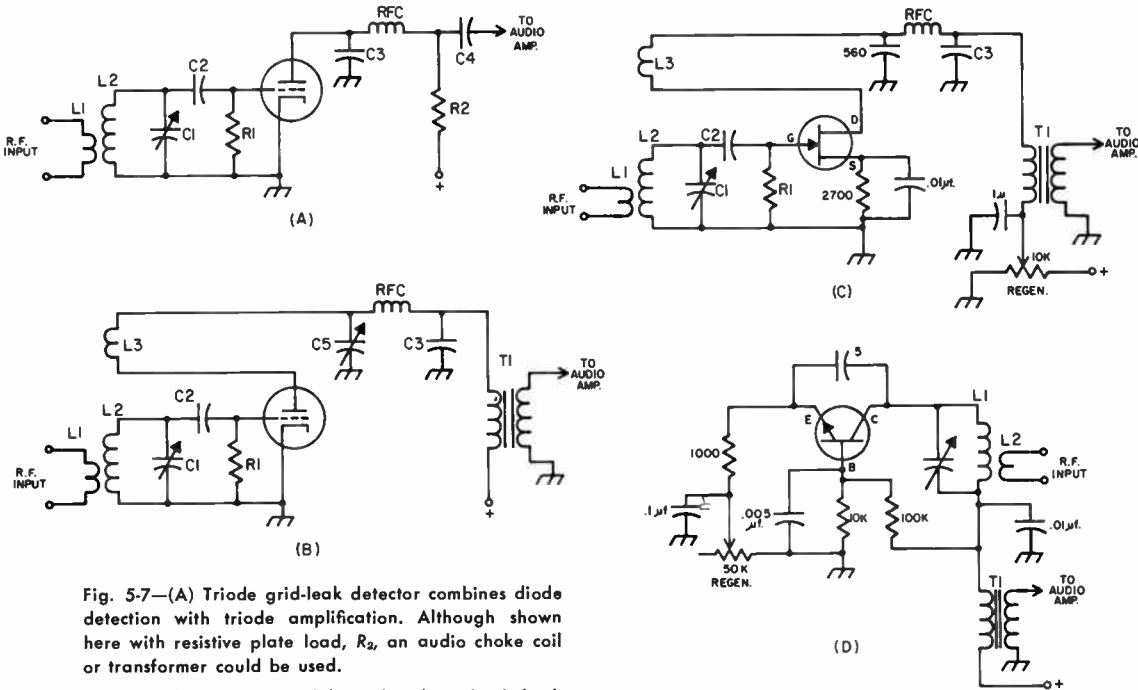 RFC
TO
AUDIO
AMP.
C2
C3
C4
L1
L2
R2
R.F.
INPUT
C1
R1
+
(A)
RFC
560
C3
L3
D
C2
G
T1
TO
AUDIO
AMP.
L2
L1
S
.01µf.
C1
R1
2700
R.F.
INPUT
1µ
10K
+
REGEN.
(C)
RFC
L3
C5
C3
T1
TO
AUDIO
AMP.
C2
L2
L1
C1
R1
R.F.
INPUT
+
(B)
5
E
C
L1
1000
B
L2
R.F.
INPUT
.1µf
.005
µf.
10K
100K
.01µf.
50K
REGEN.
T1
TO
AUDIO
AMP.
(D)
+
Fig. 5-7—(A) Triode grid-leak detector combines diode
detection with triode amplification. Although shown
here with resistive plate load, R₂, an audio choke coil
or transformer could be used.